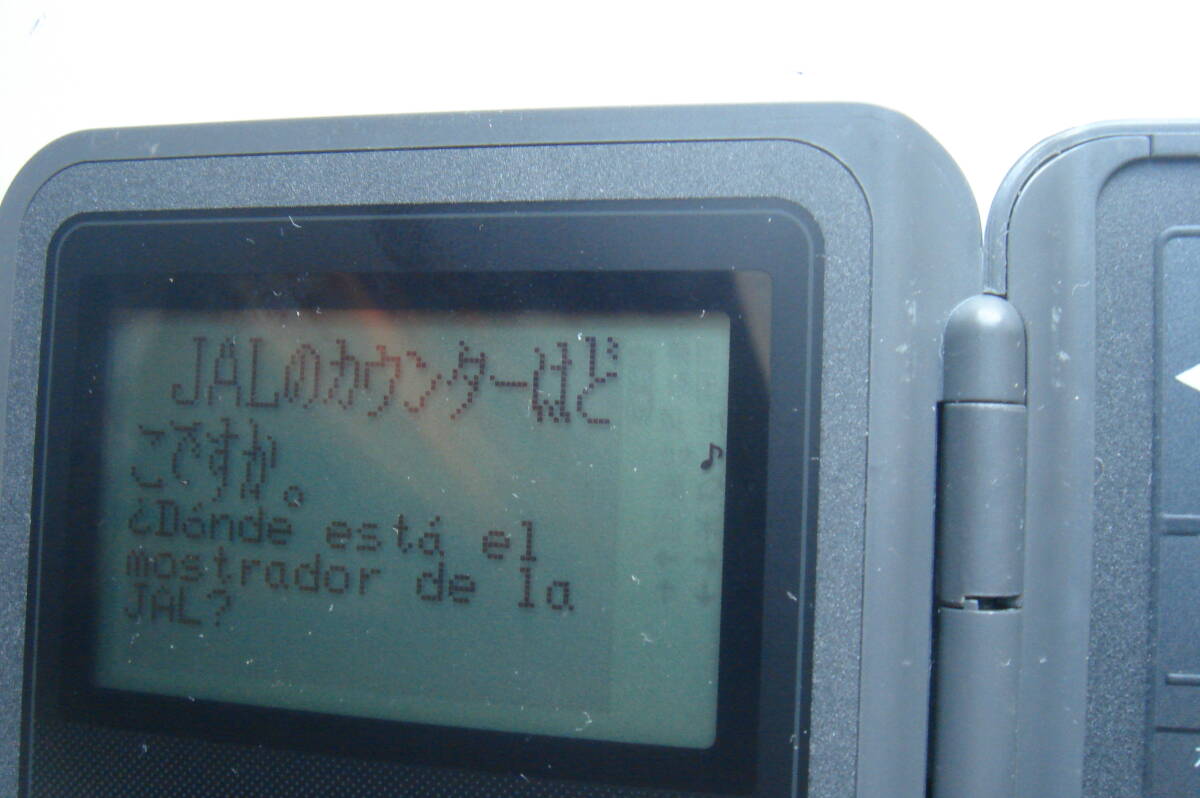 JALのカウンターはど
こですか。
¿Dónde está el
mostrador de la
JAL?